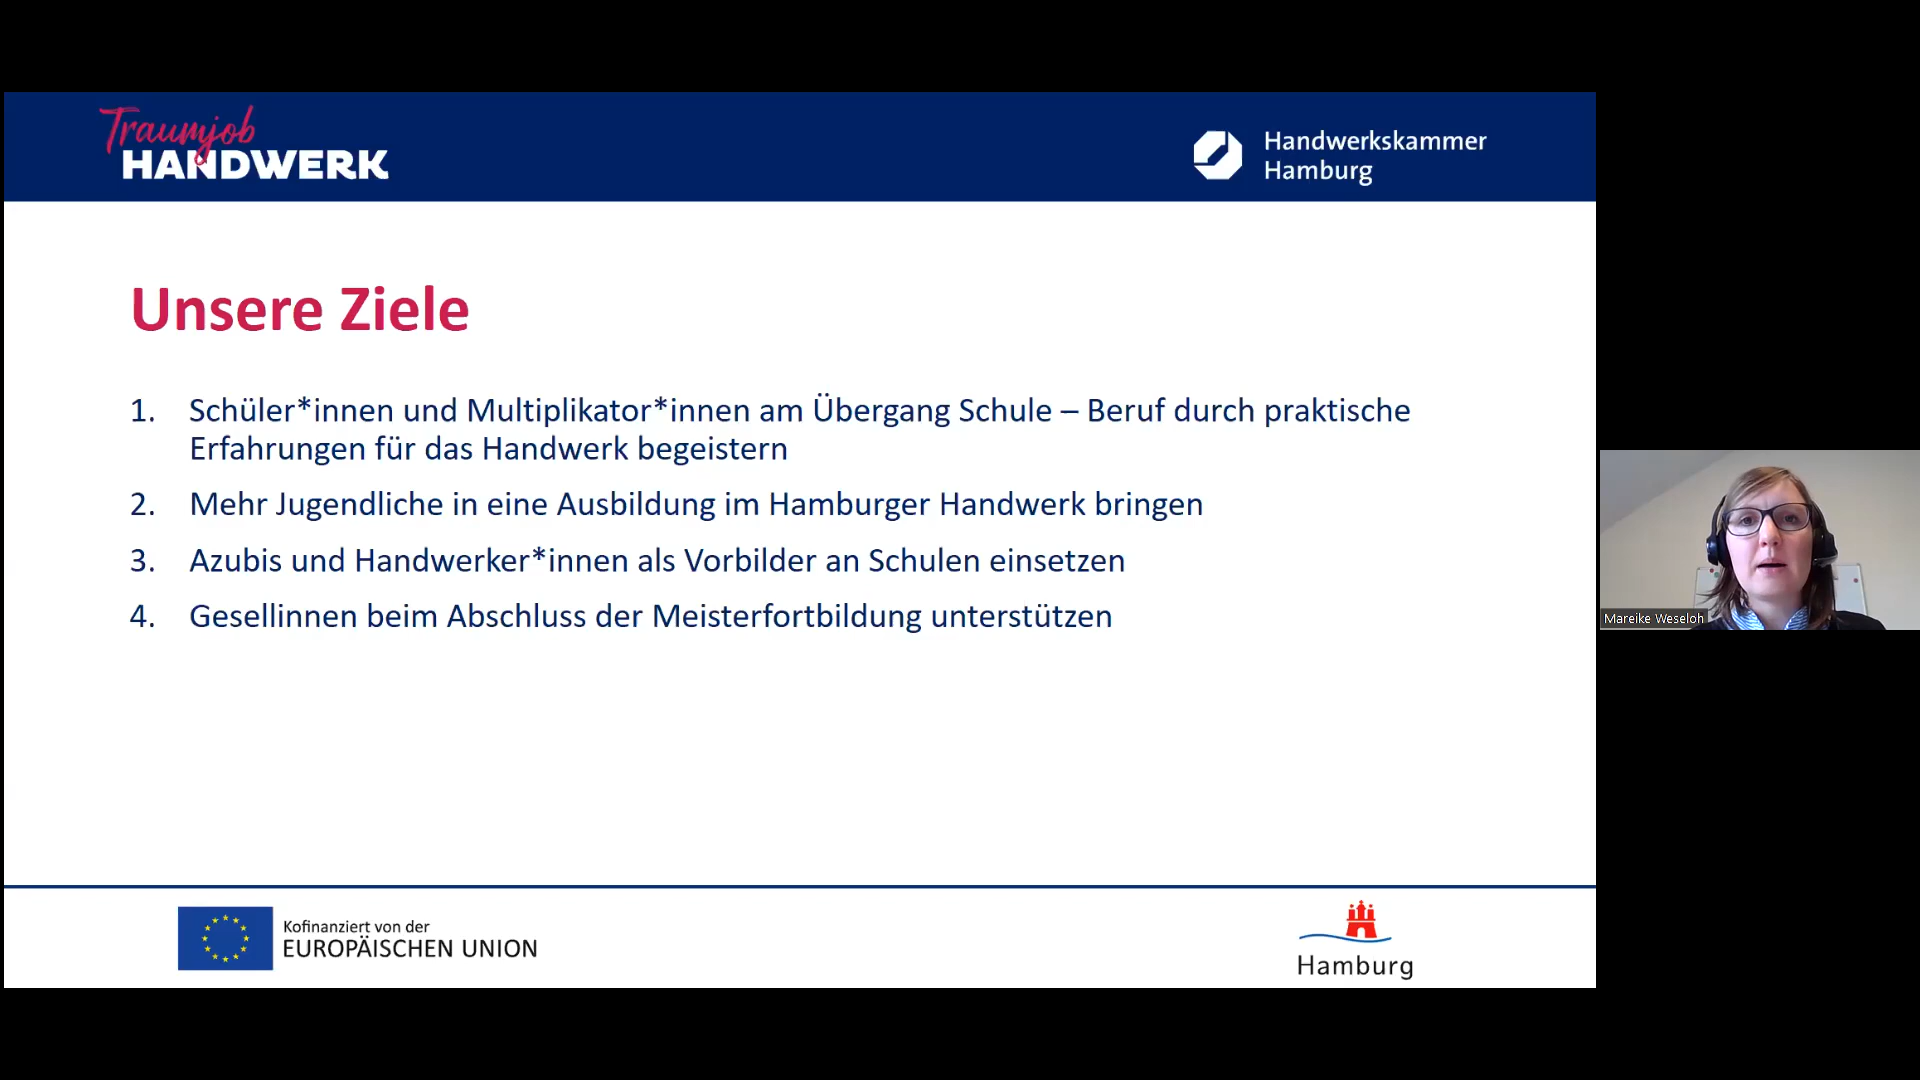 Traumjob
HANDWERK
Handwerkskammer
Hamburg
Unsere Ziele
1. Schüler*innen und Multiplikator*innen am Übergang Schule – Beruf durch praktische
Erfahrungen für das Handwerk begeistern
2. Mehr Jugendliche in eine Ausbildung im Hamburger Handwerk bringen
3. Azubis und Handwerker*innen als Vorbilder an Schulen einsetzen
4. Gesellinnen beim Abschluss der Meisterfortbildung unterstützen
Mareike Weseloh
Kofinanziert von der
EUROPÄISCHEN UNION
Hamburg